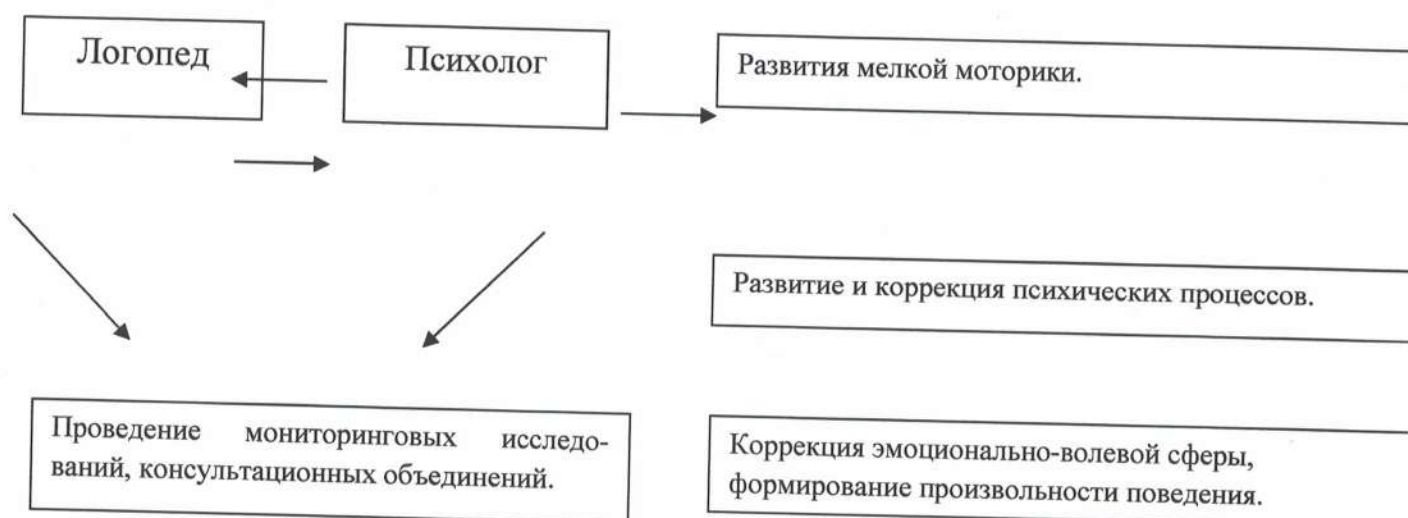 Логопед
Психолог
Развития мелкой моторики.
Развитие и коррекция психических процессов.
Проведение мониторинговых исследо-
ваний, консультационных объединений.
Коррекция эмоционально-волевой сферы,
формирование произвольности поведения.